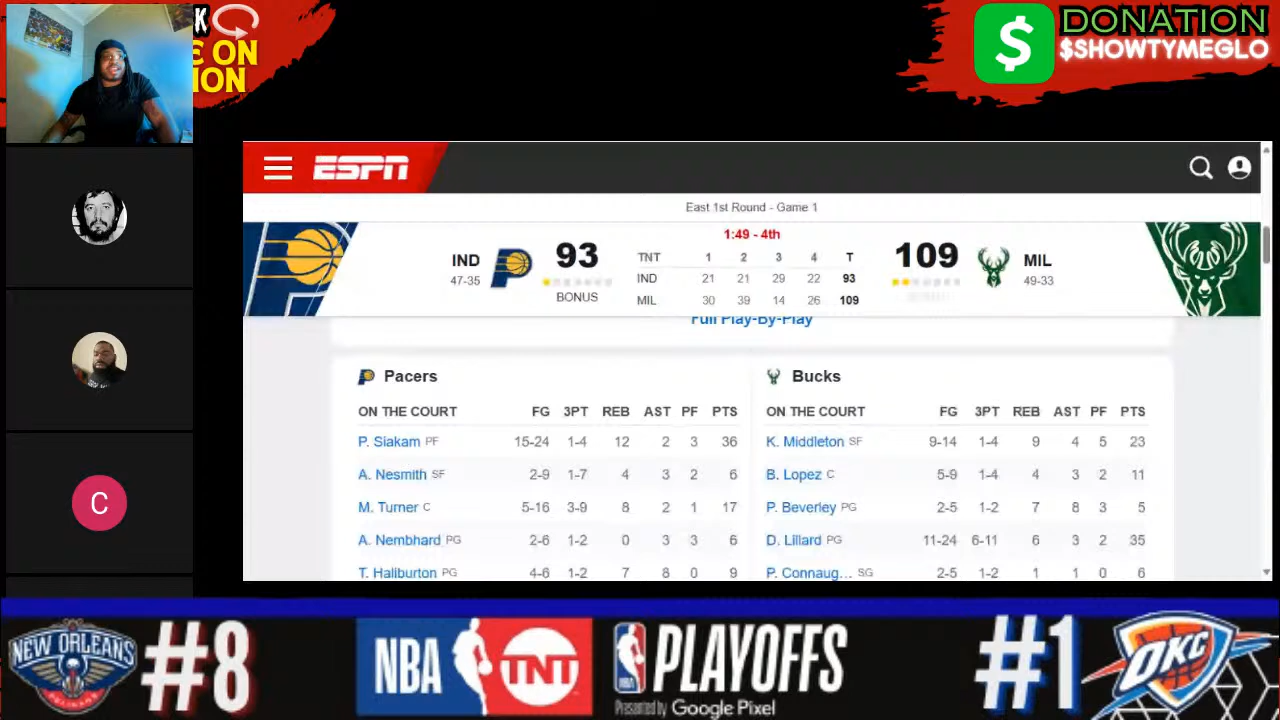 K
E ON
ION
DONATION
$SHOWTYMEGLO
$
C
ESPN
East 1st Round - Game 1
IND
47-35
93
BONUS
1:49 - 4th
TNT 1 2 3 4 T
IND 21 21 29 22 93
MIL 30 39 14 26 109
109
MIL
49-33
Full Play-By-Play
Pacers
ON THE COURT FG 3PT REB AST PF PTS
P. Siakam PF 15-24 1-4 12 2 3 36
A. Nesmith SF 2-9 1-7 4 3 2 6
M. Turner C 5-16 3-9 8 2 1 17
A. Nembhard PG 2-6 1-2 0 3 3 6
T. Haliburton PG 4-6 1-2 7 8 0 9
Bucks
ON THE COURT FG 3PT REB AST PF PTS
K. Middleton SF 9-14 1-4 9 4 5 23
B. Lopez C 5-9 1-4 4 3 2 11
P. Beverley PG 2-5 1-2 7 8 3 5
D. Lillard PG 11-24 6-11 6 3 2 35
P. Connaug... SG 2-5 1-2 1 1 0 6
NEW ORLEANS
PELICANS
#8
NBA
TNT
NBA
PLAYOFFS
Presented by Google Pixel
#1
OKC